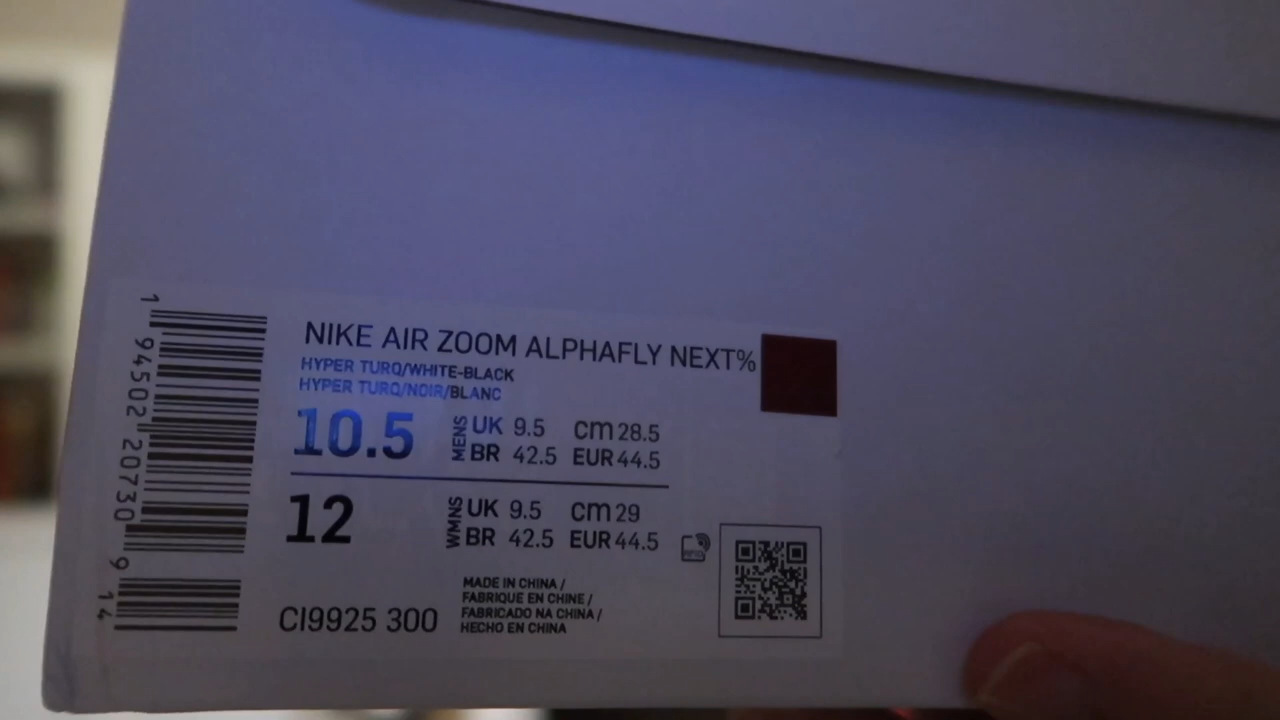 NIKE AIR ZOOM ALPHAFLY NEXT%
HYPER TURQ/WHITE-BLACK
HYPER TURQ/NOIR/BLANC
10.5 MENS UK 9.5 cm 28.5
BR 42.5 EUR 44.5
12 WMNS UK 9.5 cm 29
BR 42.5 EUR 44.5
MADE IN CHINA /
FABRIQUE EN CHINE /
FABRICADO NA CHINA /
HECHO EN CHINA
CI9925 300
1 94502 20730 9 14
RFID